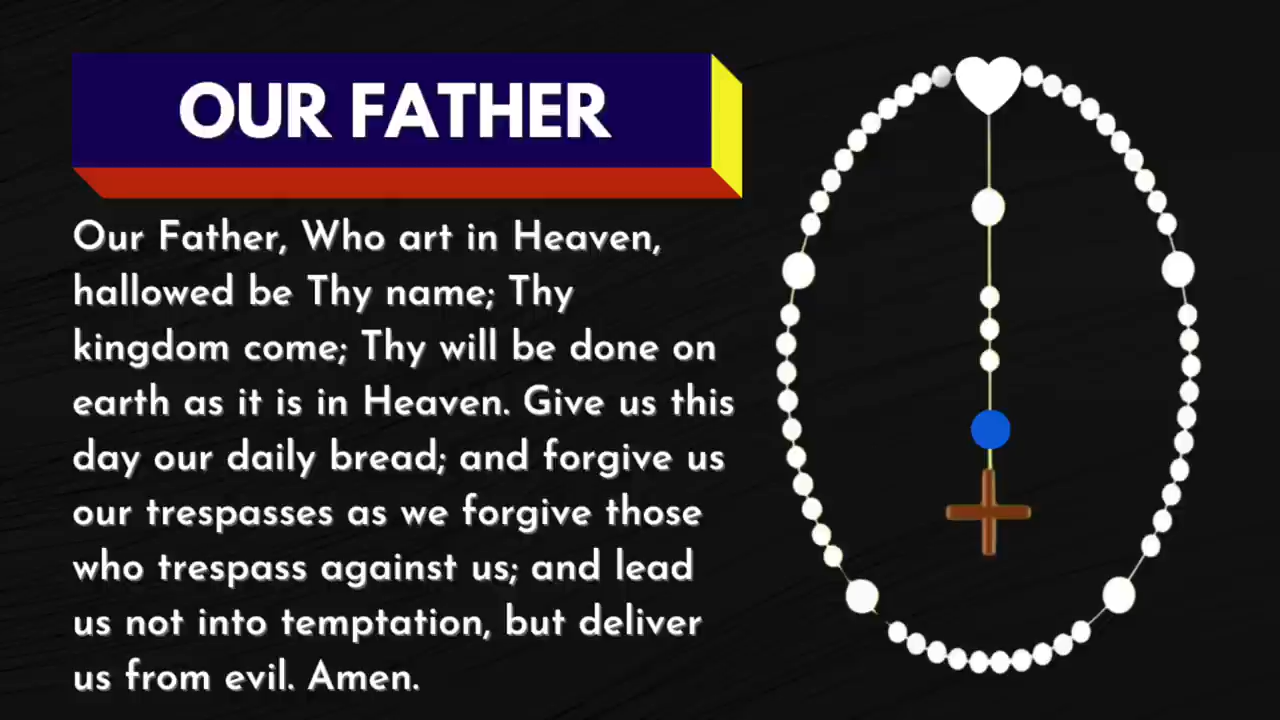 OUR FATHER
Our Father, Who art in Heaven,
hallowed be Thy name; Thy
kingdom come; Thy will be done on
earth as it is in Heaven. Give us this
day our daily bread; and forgive us
our trespasses as we forgive those
who trespass against us; and lead
us not into temptation, but deliver
us from evil. Amen.